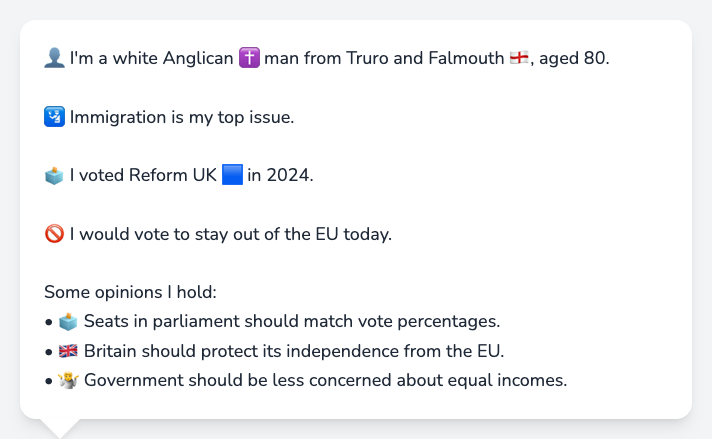 👤 I'm a white Anglican ✝️ man from Truro and Falmouth 🏴󠁧󠁢󠁥󠁮󠁧󠁿, aged 80.
🛂 Immigration is my top issue.
🗳️ I voted Reform UK 🟦 in 2024.
🚫 I would vote to stay out of the EU today.
Some opinions I hold:
• 🗳️ Seats in parliament should match vote percentages.
• 🇬🇧 Britain should protect its independence from the EU.
• 🤷 Government should be less concerned about equal incomes.